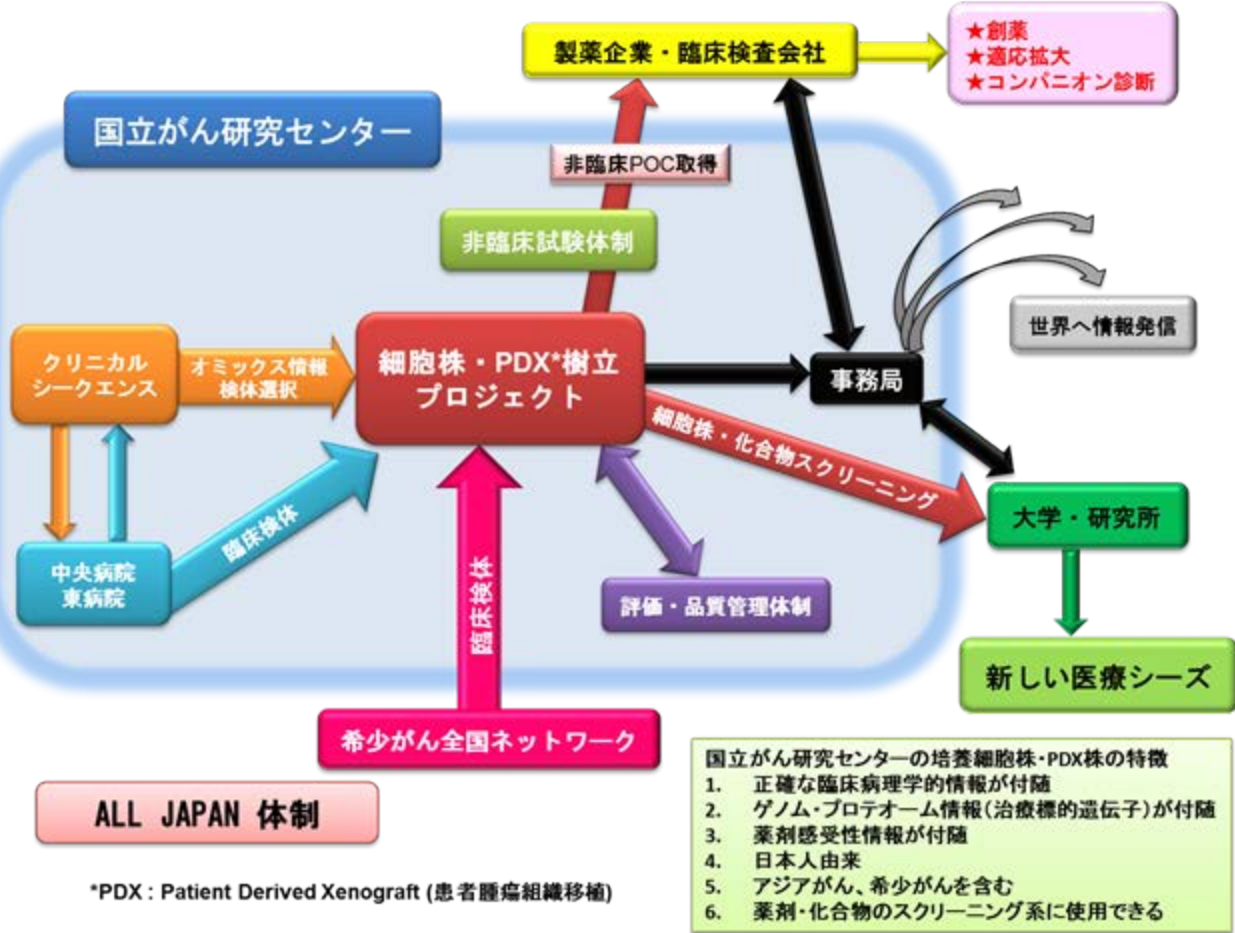 製薬企業・臨床検査会社
★創薬
★適応拡大
★コンパニオン診断
国立がん研究センター
非臨床POC取得
非臨床試験体制
世界へ情報発信
クリニカル
シークエンス
オミックス情報
検体選択
細胞株・PDX*樹立
プロジェクト
事務局
細胞株・化合物スクリーニング
大学・研究所
中央病院
東病院
臨床検体
臨床検体
評価・品質管理体制
新しい医療シーズ
希少がん全国ネットワーク
ALL JAPAN 体制
*PDX : Patient Derived Xenograft (患者腫瘍組織移植)
国立がん研究センターの培養細胞株・PDX株の特徴
1. 正確な臨床病理学的情報が付随
2. ゲノム・プロテオーム情報(治療標的遺伝子)が付随
3. 薬剤感受性情報が付随
4. 日本人由来
5. アジアがん、希少がんを含む
6. 薬剤・化合物のスクリーニング系に使用できる